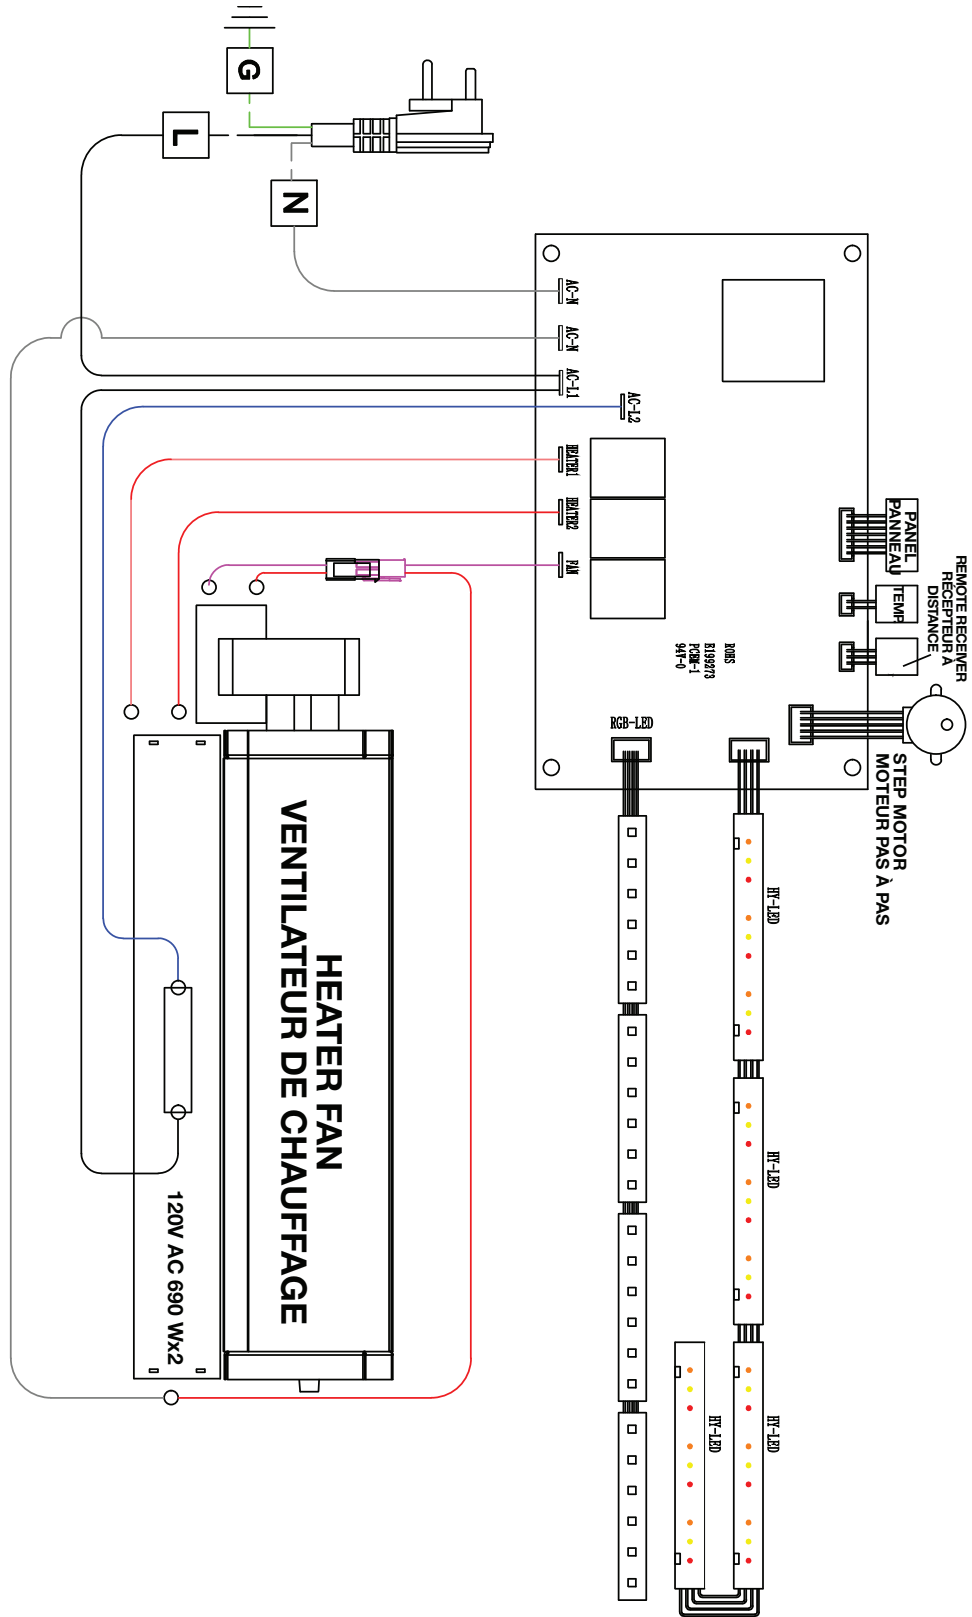 G
L
N
AC-N
AC-N
AC-L1
AC-L2
HEATER1
HEATER2
FAN
PANEL
PANNEAU
TEMP
REMOTE RECEIVER
RÉCEPTEUR À
DISTANCE
ROHS
E199273
PCBM-1
94V-0
RGB-LED
STEP MOTOR
MOTEUR PAS À PAS
HY-LED
HY-LED
HY-LED
HY-LED
HEATER FAN
VENTILATEUR DE CHAUFFAGE
120V AC 690 Wx2